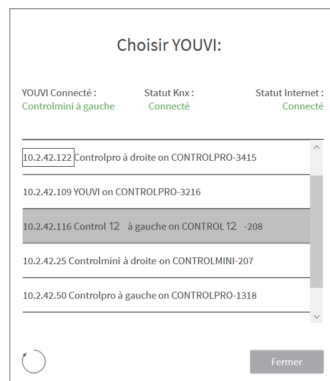 Choisir YOUVI:
YOUVI Connecté : Statut Knx : Statut Internet :
Controlmini à gauche Connecté Connecté
10.2.42.122 Controlpro à droite on CONTROLPRO-3415
10.2.42.109 YOUVI on CONTROLPRO-3216
10.2.42.116 Control 12 à gauche on CONTROL 12 -208
10.2.42.25 Controlmini à droite on CONTROLMINI-207
10.2.42.50 Controlpro à gauche on CONTROLPRO-1318
Fermer